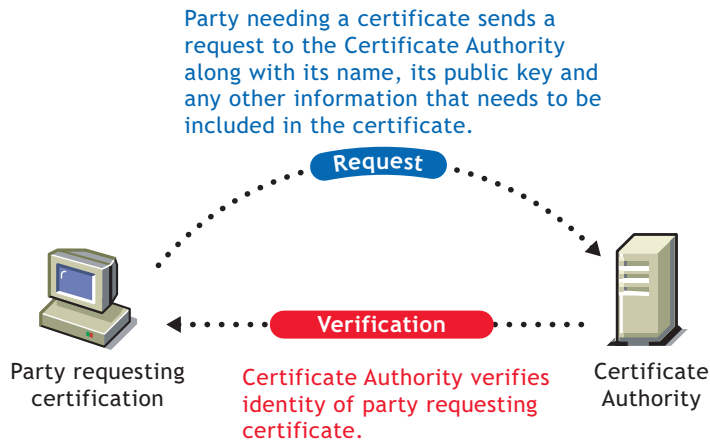 Party needing a certificate sends a
request to the Certificate Authority
along with its name, its public key and
any other information that needs to be
included in the certificate.
Request
Verification
Party requesting
certification
Certificate Authority verifies
identity of party requesting
certificate.
Certificate
Authority